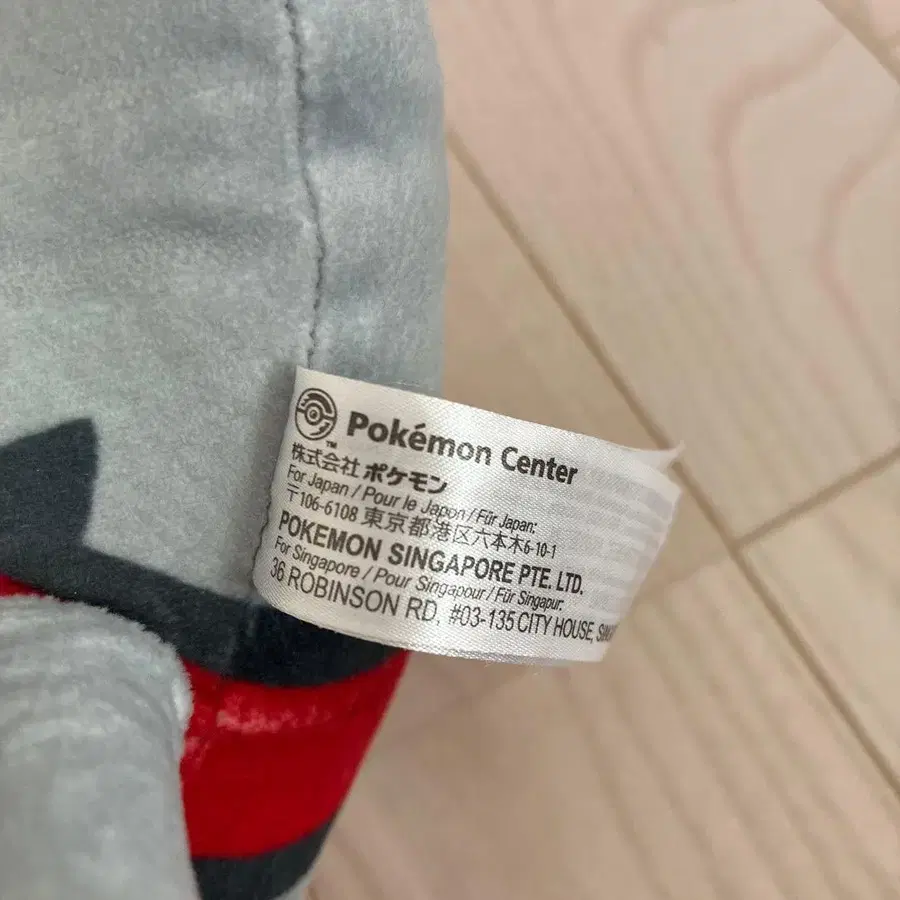 Pokémon Center
TM
株式会社 ポケモン
For Japan / Pour le Japon / Für Japan:
〒106-6108 東京都港区六本木6-10-1
POKEMON SINGAPORE PTE. LTD.
For Singapore / Pour Singapour / Für Singapur:
36 ROBINSON RD, #03-135 CITY HOUSE,